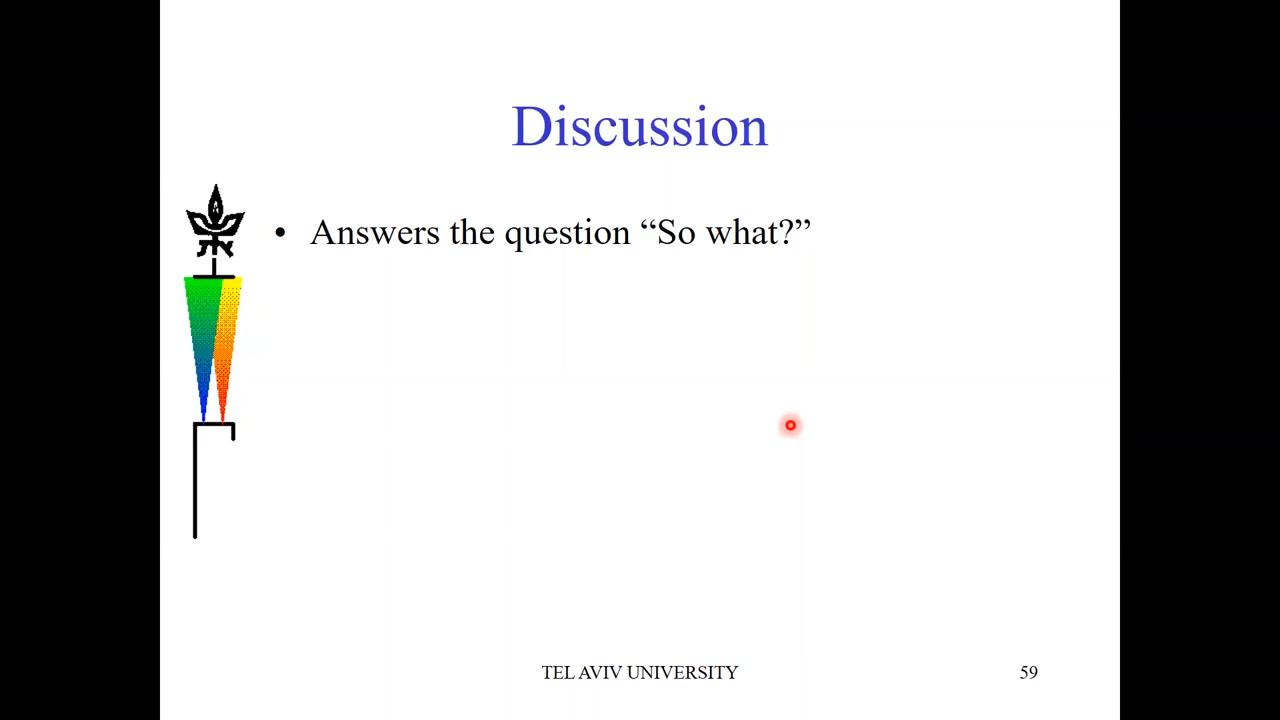 Discussion
• Answers the question “So what?”
TEL AVIV UNIVERSITY
59